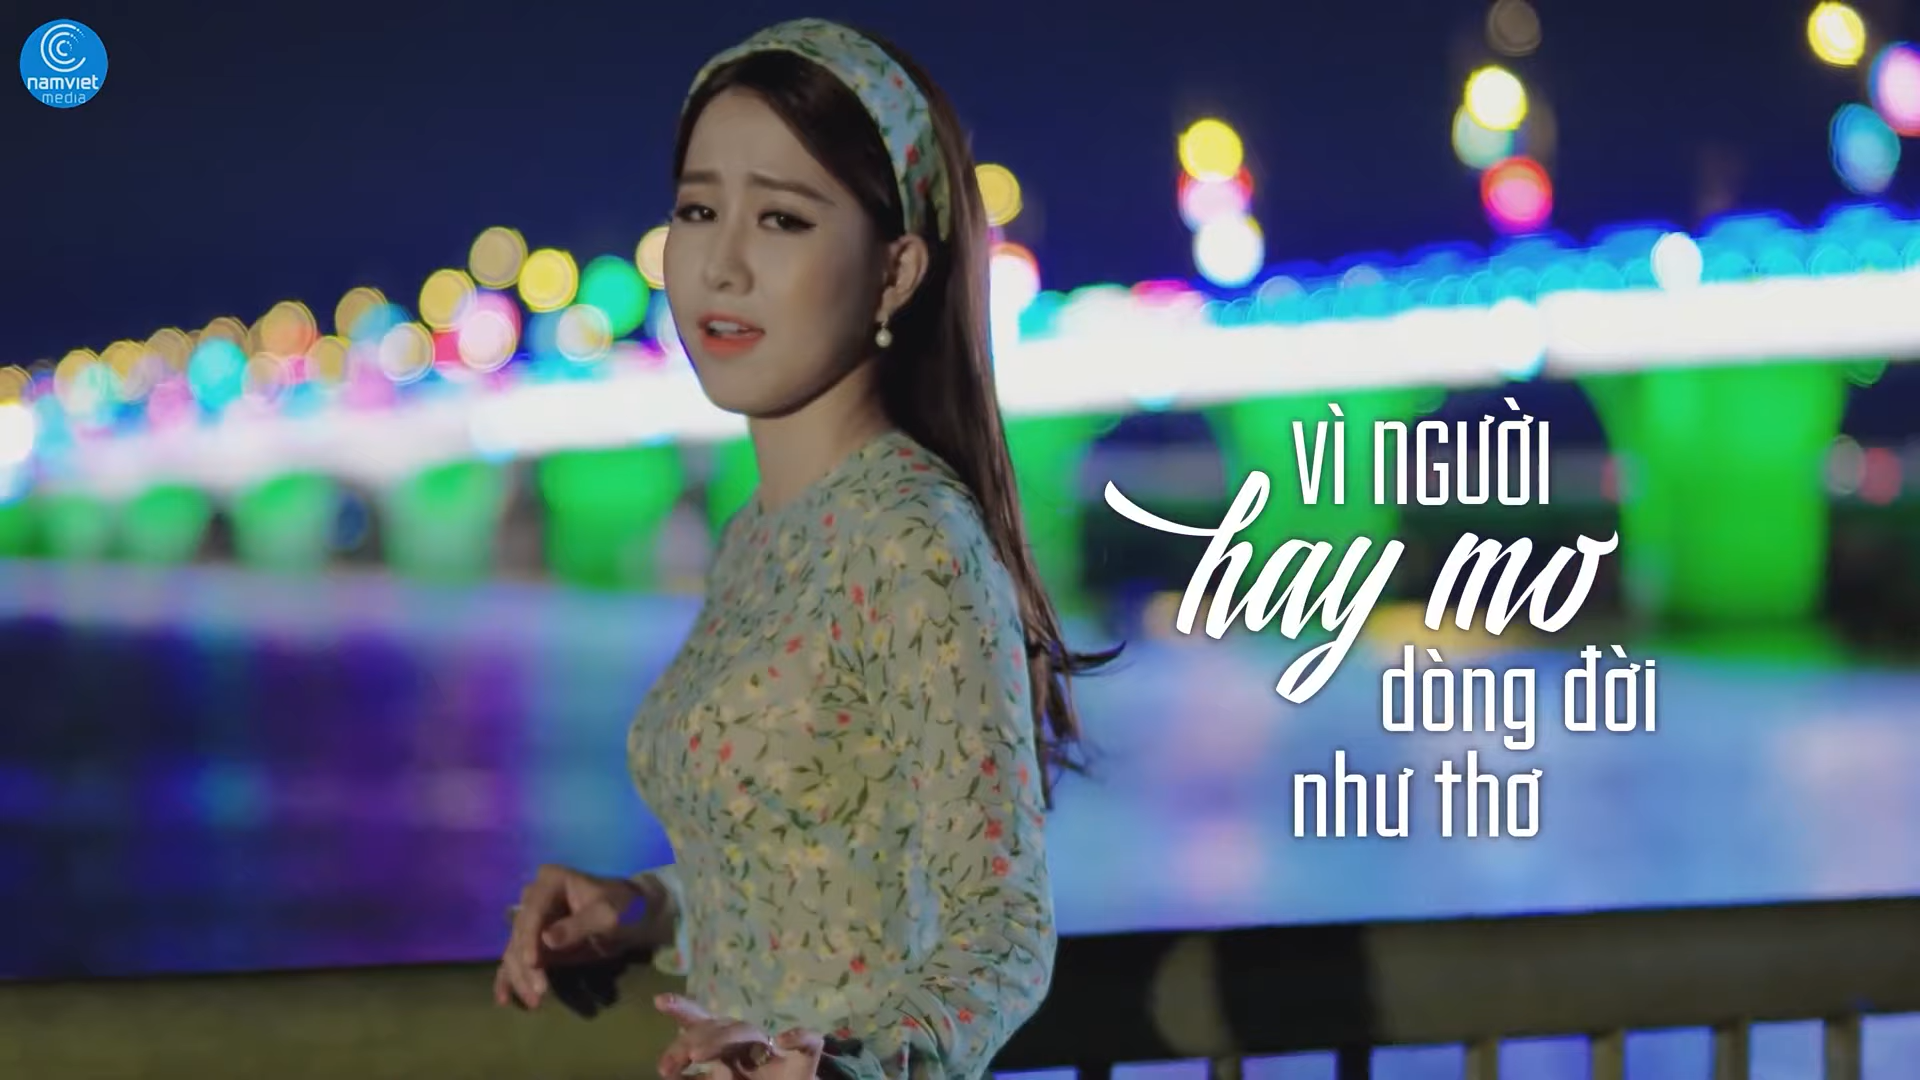 namviet
media
vì người
hay mơ
dòng đời
như thơ